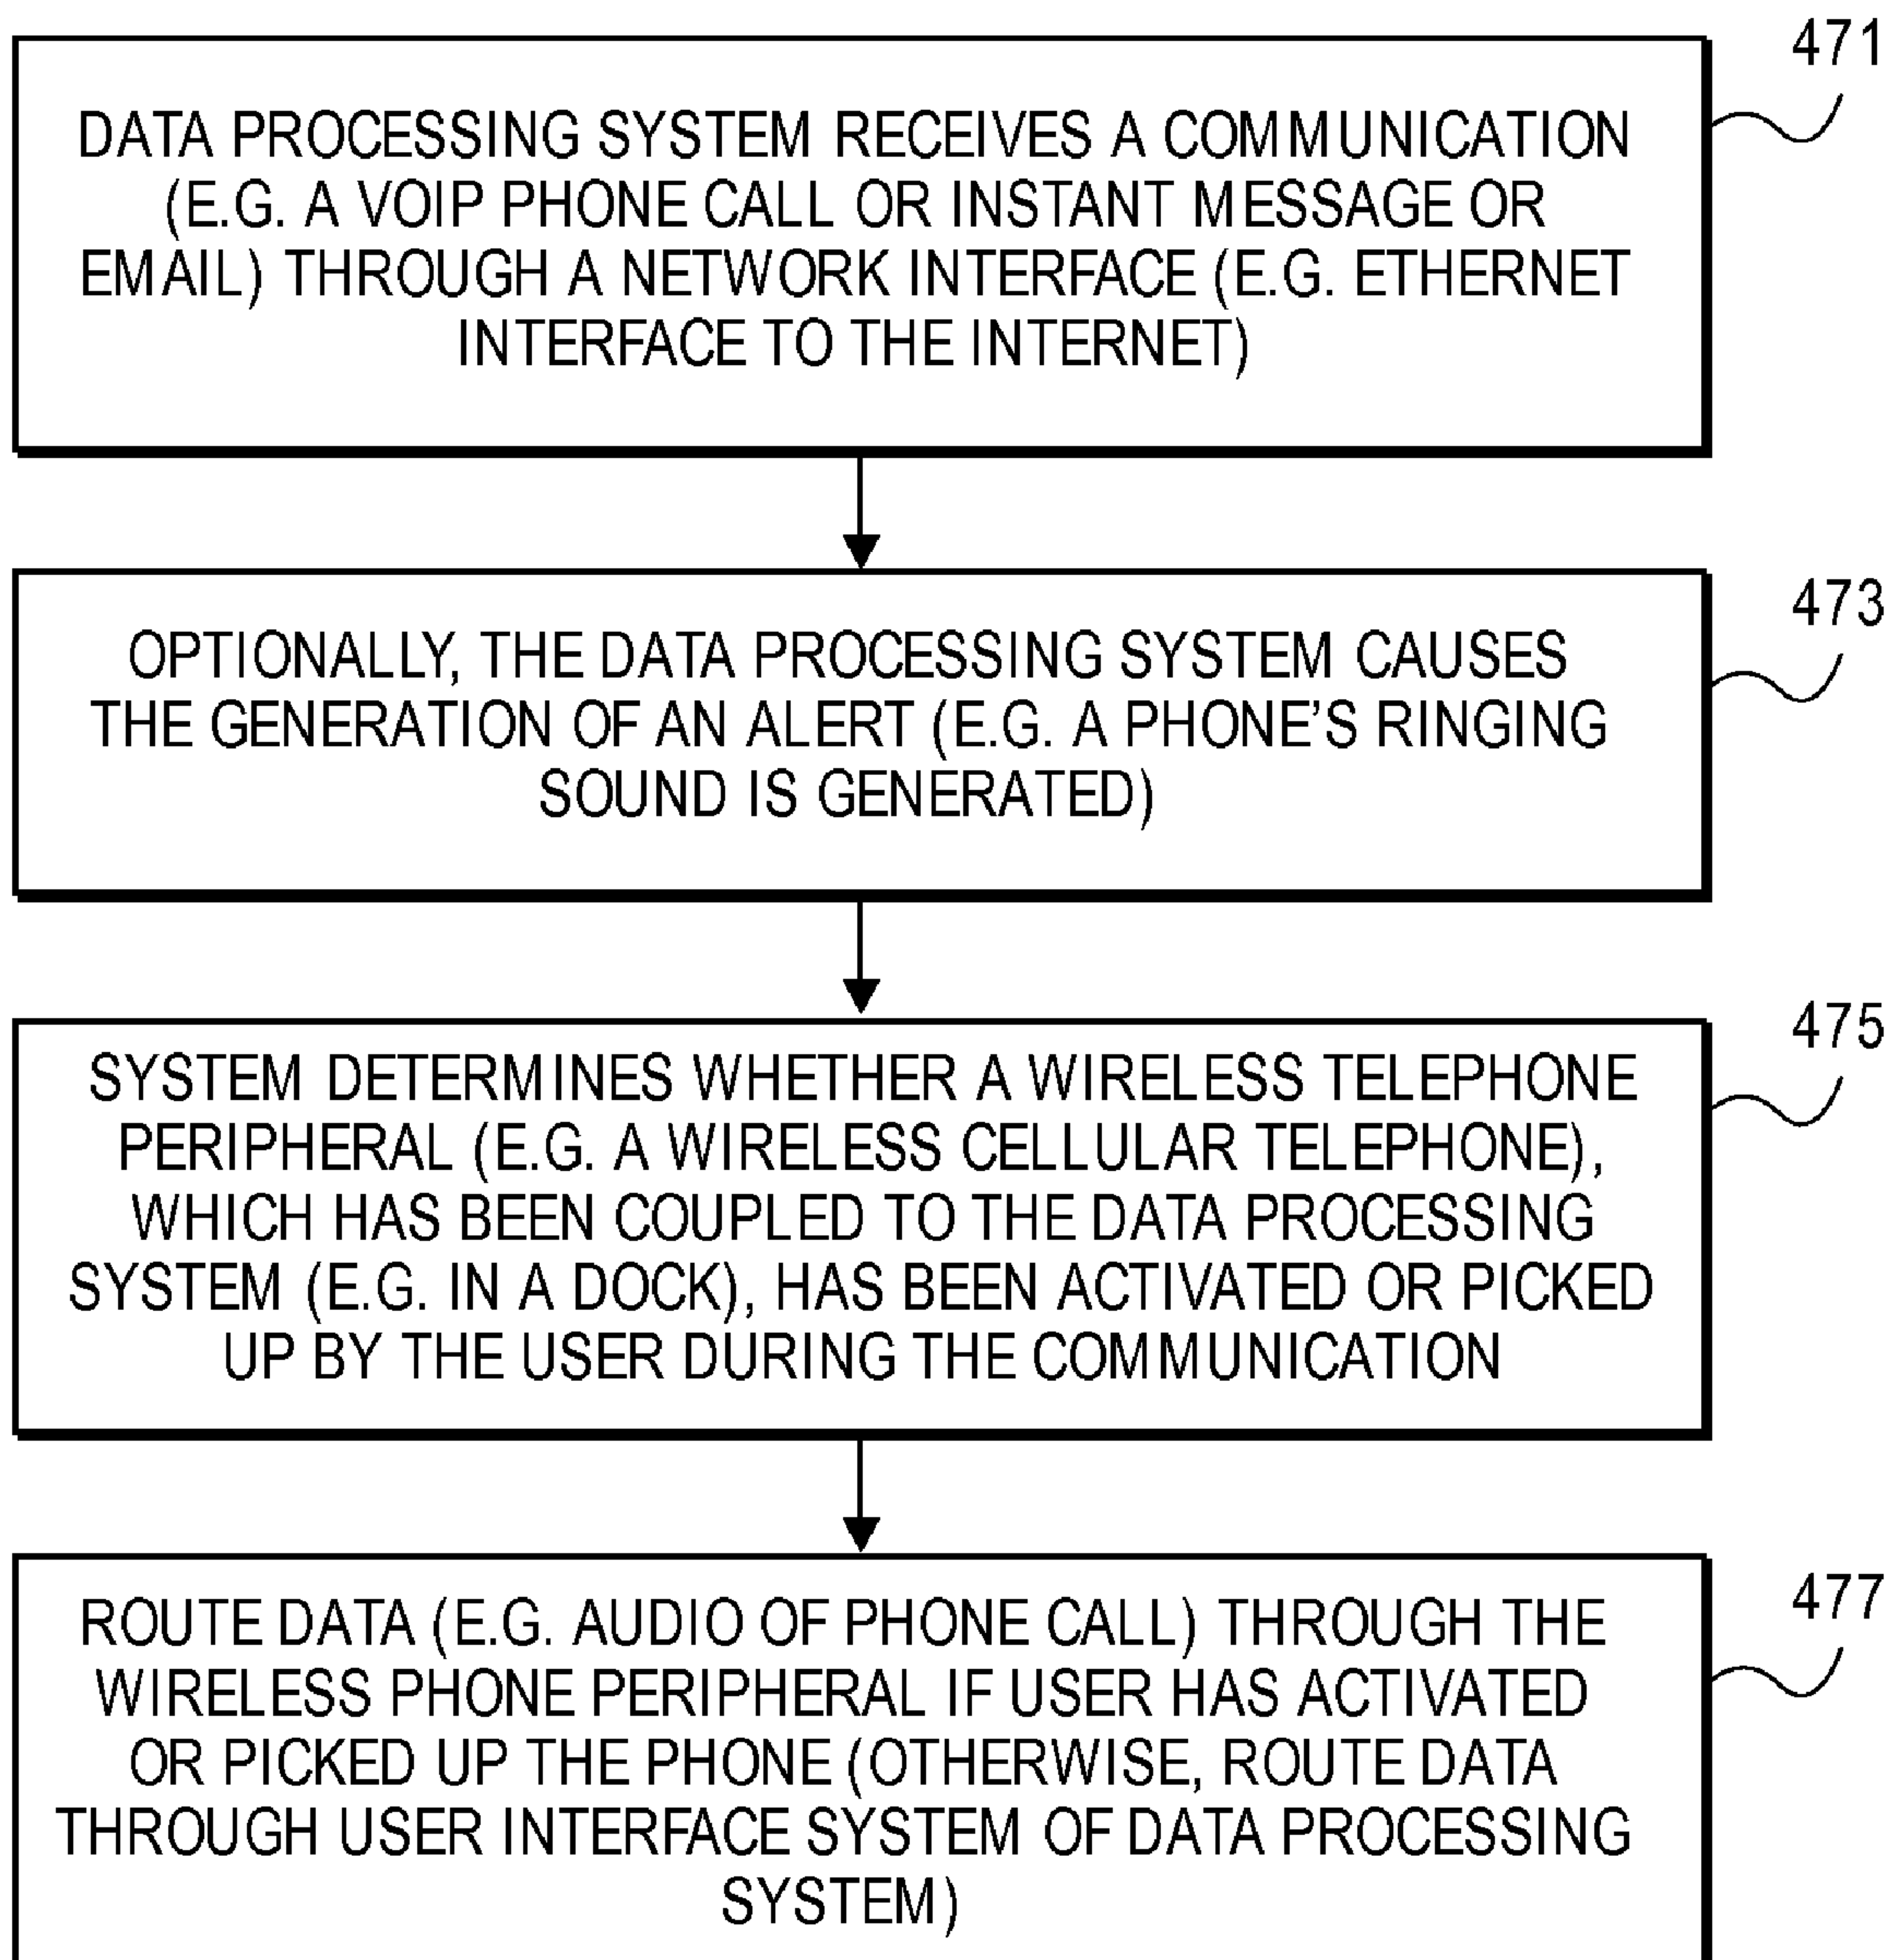 471
DATA PROCESSING SYSTEM RECEIVES A COMMUNICATION
(E.G. A VOIP PHONE CALL OR INSTANT MESSAGE OR
EMAIL) THROUGH A NETWORK INTERFACE (E.G. ETHERNET
INTERFACE TO THE INTERNET)
473
OPTIONALLY, THE DATA PROCESSING SYSTEM CAUSES
THE GENERATION OF AN ALERT (E.G. A PHONE’S RINGING
SOUND IS GENERATED)
475
SYSTEM DETERMINES WHETHER A WIRELESS TELEPHONE
PERIPHERAL (E.G. A WIRELESS CELLULAR TELEPHONE),
WHICH HAS BEEN COUPLED TO THE DATA PROCESSING
SYSTEM (E.G. IN A DOCK), HAS BEEN ACTIVATED OR PICKED
UP BY THE USER DURING THE COMMUNICATION
477
ROUTE DATA (E.G. AUDIO OF PHONE CALL) THROUGH THE
WIRELESS PHONE PERIPHERAL IF USER HAS ACTIVATED
OR PICKED UP THE PHONE (OTHERWISE, ROUTE DATA
THROUGH USER INTERFACE SYSTEM OF DATA PROCESSING
SYSTEM)